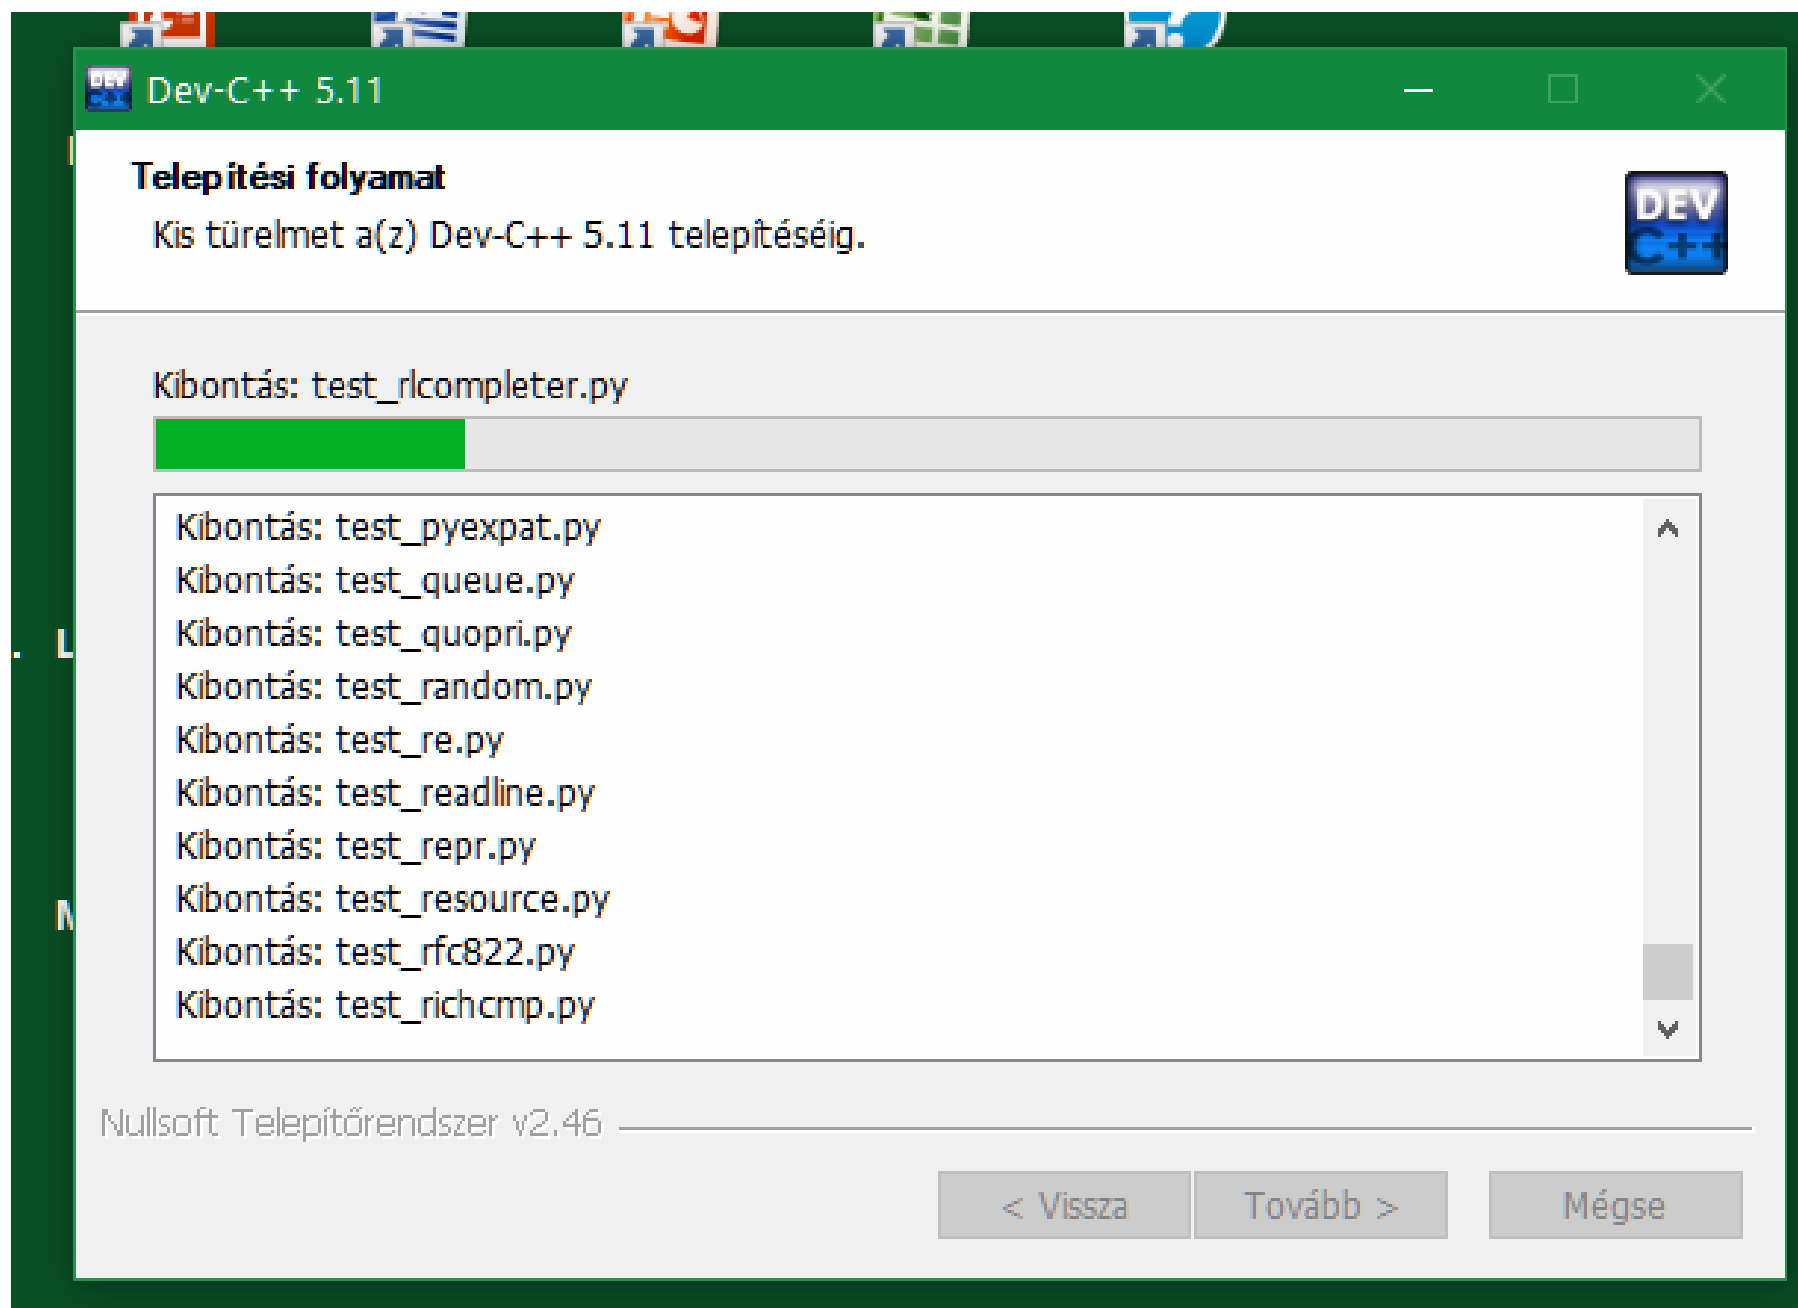 Dev-C++ 5.11
Telepítési folyamat
Kis türelmet a(z) Dev-C++ 5.11 telepítéséig.
DEV
C++
Kibontás: test_rlcompleter.py
Kibontás: test_pyexpat.py
Kibontás: test_queue.py
Kibontás: test_quopri.py
Kibontás: test_random.py
Kibontás: test_re.py
Kibontás: test_readline.py
Kibontás: test_repr.py
Kibontás: test_resource.py
Kibontás: test_rfc822.py
Kibontás: test_richcmp.py
Nullsoft Telepítőrendszer v2.46
< Vissza
Tovább >
Mégse